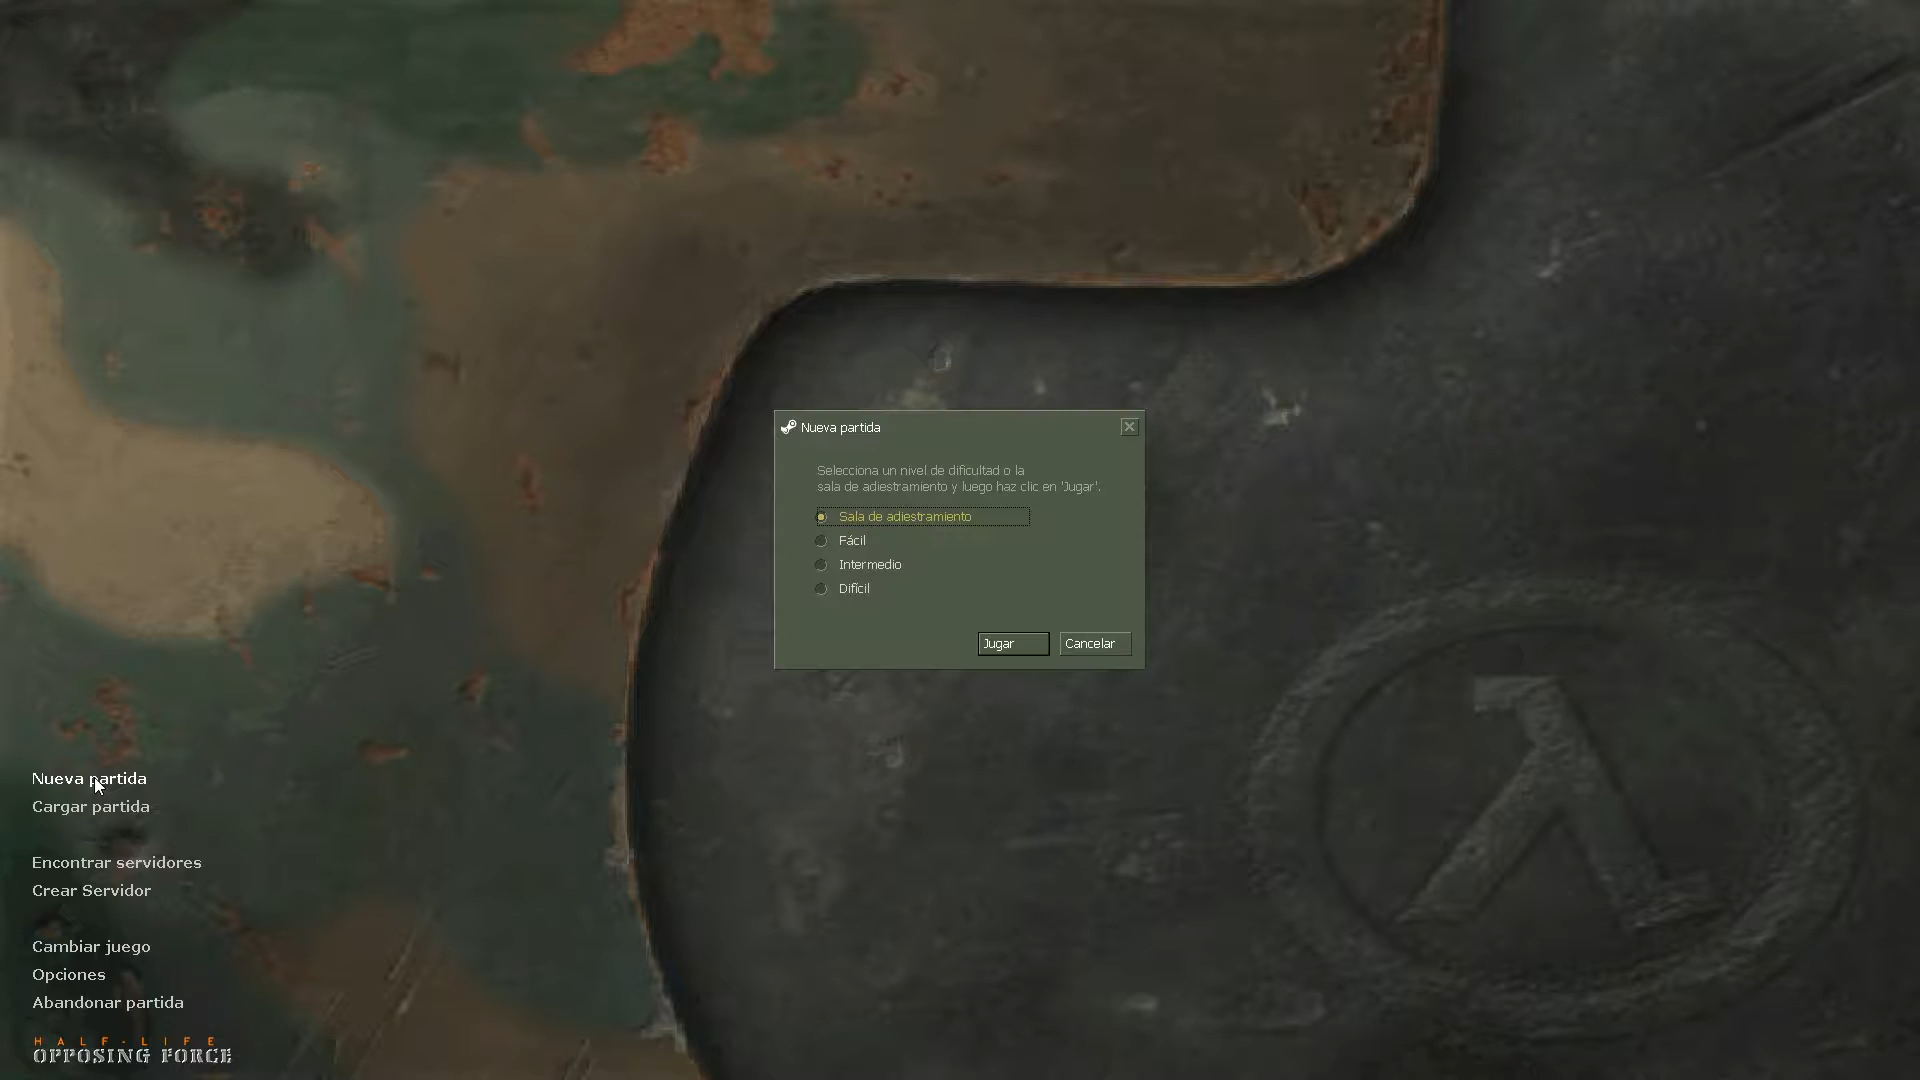 Nueva partida
Selecciona un nivel de dificultad o la
sala de adiestramiento y luego haz clic en 'Jugar'.
Sala de adiestramiento
Fácil
Intermedio
Difícil
Jugar
Cancelar
Nueva partida
Cargar partida
Encontrar servidores
Crear Servidor
Cambiar juego
Opciones
Abandonar partida
HALF-LIFE
OPPOSING FORCE